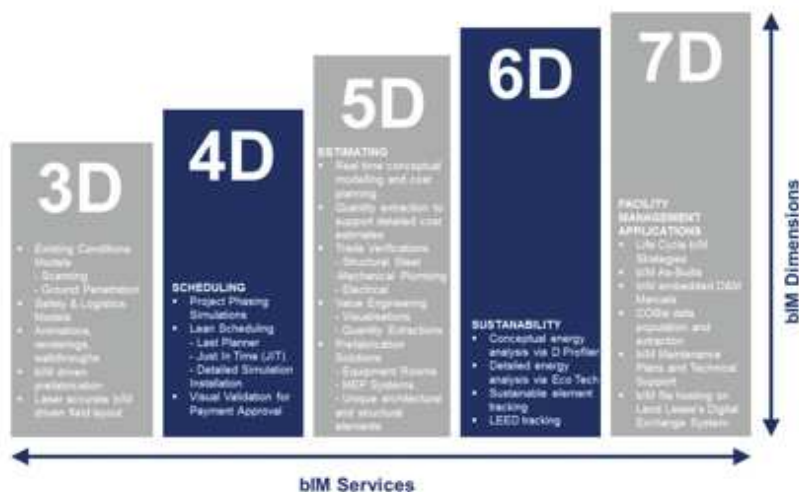 3D
Existing Conditions
Models
- Scanning
- Ground Penetration
Safety & Logistics
Models
Animations,
renderings,
walkthroughs
bIM driven
prefabrication
Laser accurate bIM
driven field layout
4D
SCHEDULING
Project Phasing
Simulations
Lean Scheduling
- Last Planner
- Just In Time (JIT)
- Detailed Simulation
Installation
Visual Validation for
Payment Approval
5D
ESTIMATING
Real time conceptual
modelling and cost
planning
Quantity extraction to
support detailed cost
estimates
Trade Verifications
- Structural Steel
- Electrical
Value Engineering
- Visualisations
- Quantity Extractions
Prefabrication
Solutions
- Equipment Rooms
- MEP Systems
- Unique architectural
and structural
elements
6D
SUSTAINABILITY
Conceptual energy
analysis via D Profiler
Detailed energy
analysis via Eco Tech
Sustainable element
tracking
LEED tracking
7D
FACILITY
MANAGEMENT
APPLICATIONS
Life Cycle bIM
Strategies
bIM As-Builts
bIM embedded O&M
Manuals
COBie data
population and
extraction
bIM Maintenance
Plans and Technical
Support
bIM file hosting on
Lend Lease's Digital
Exchange System
bIM Dimensions
bIM Services